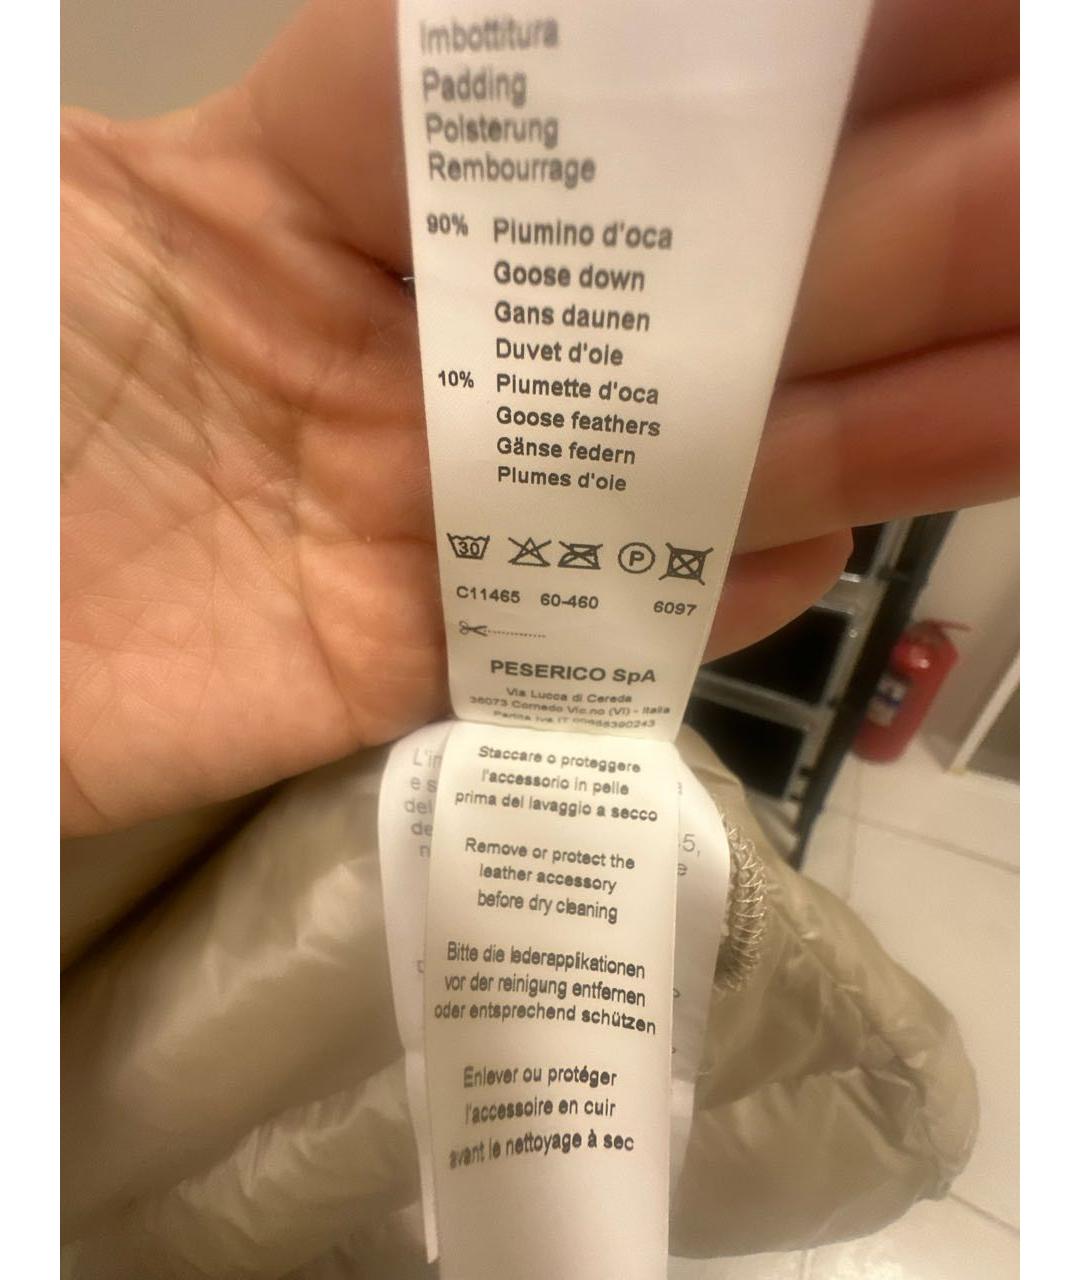 Imbottitura
Padding
Polsterung
Rembourrage
90% Piumino d'oca
Goose down
Gans daunen
Duvet d'oie
10% Piumette d'oca
Goose feathers
Gänse federn
Plumes d'oie
30 P
C11465 60-460 6097
PESERICO SpA
Via Lucca di Cereda
36073 Cornedo Vic.no (VI) - Italia
Partita Iva IT
Staccare o proteggere
l'accessorio in pelle
prima del lavaggio a secco
Remove or protect the
leather accessory
before dry cleaning
Bitte die lederapplikationen
vor der reinigung entfernen
oder entsprechend schützen
Enlever ou protéger
l'accessoire en cuir
avant le nettoyage à sec